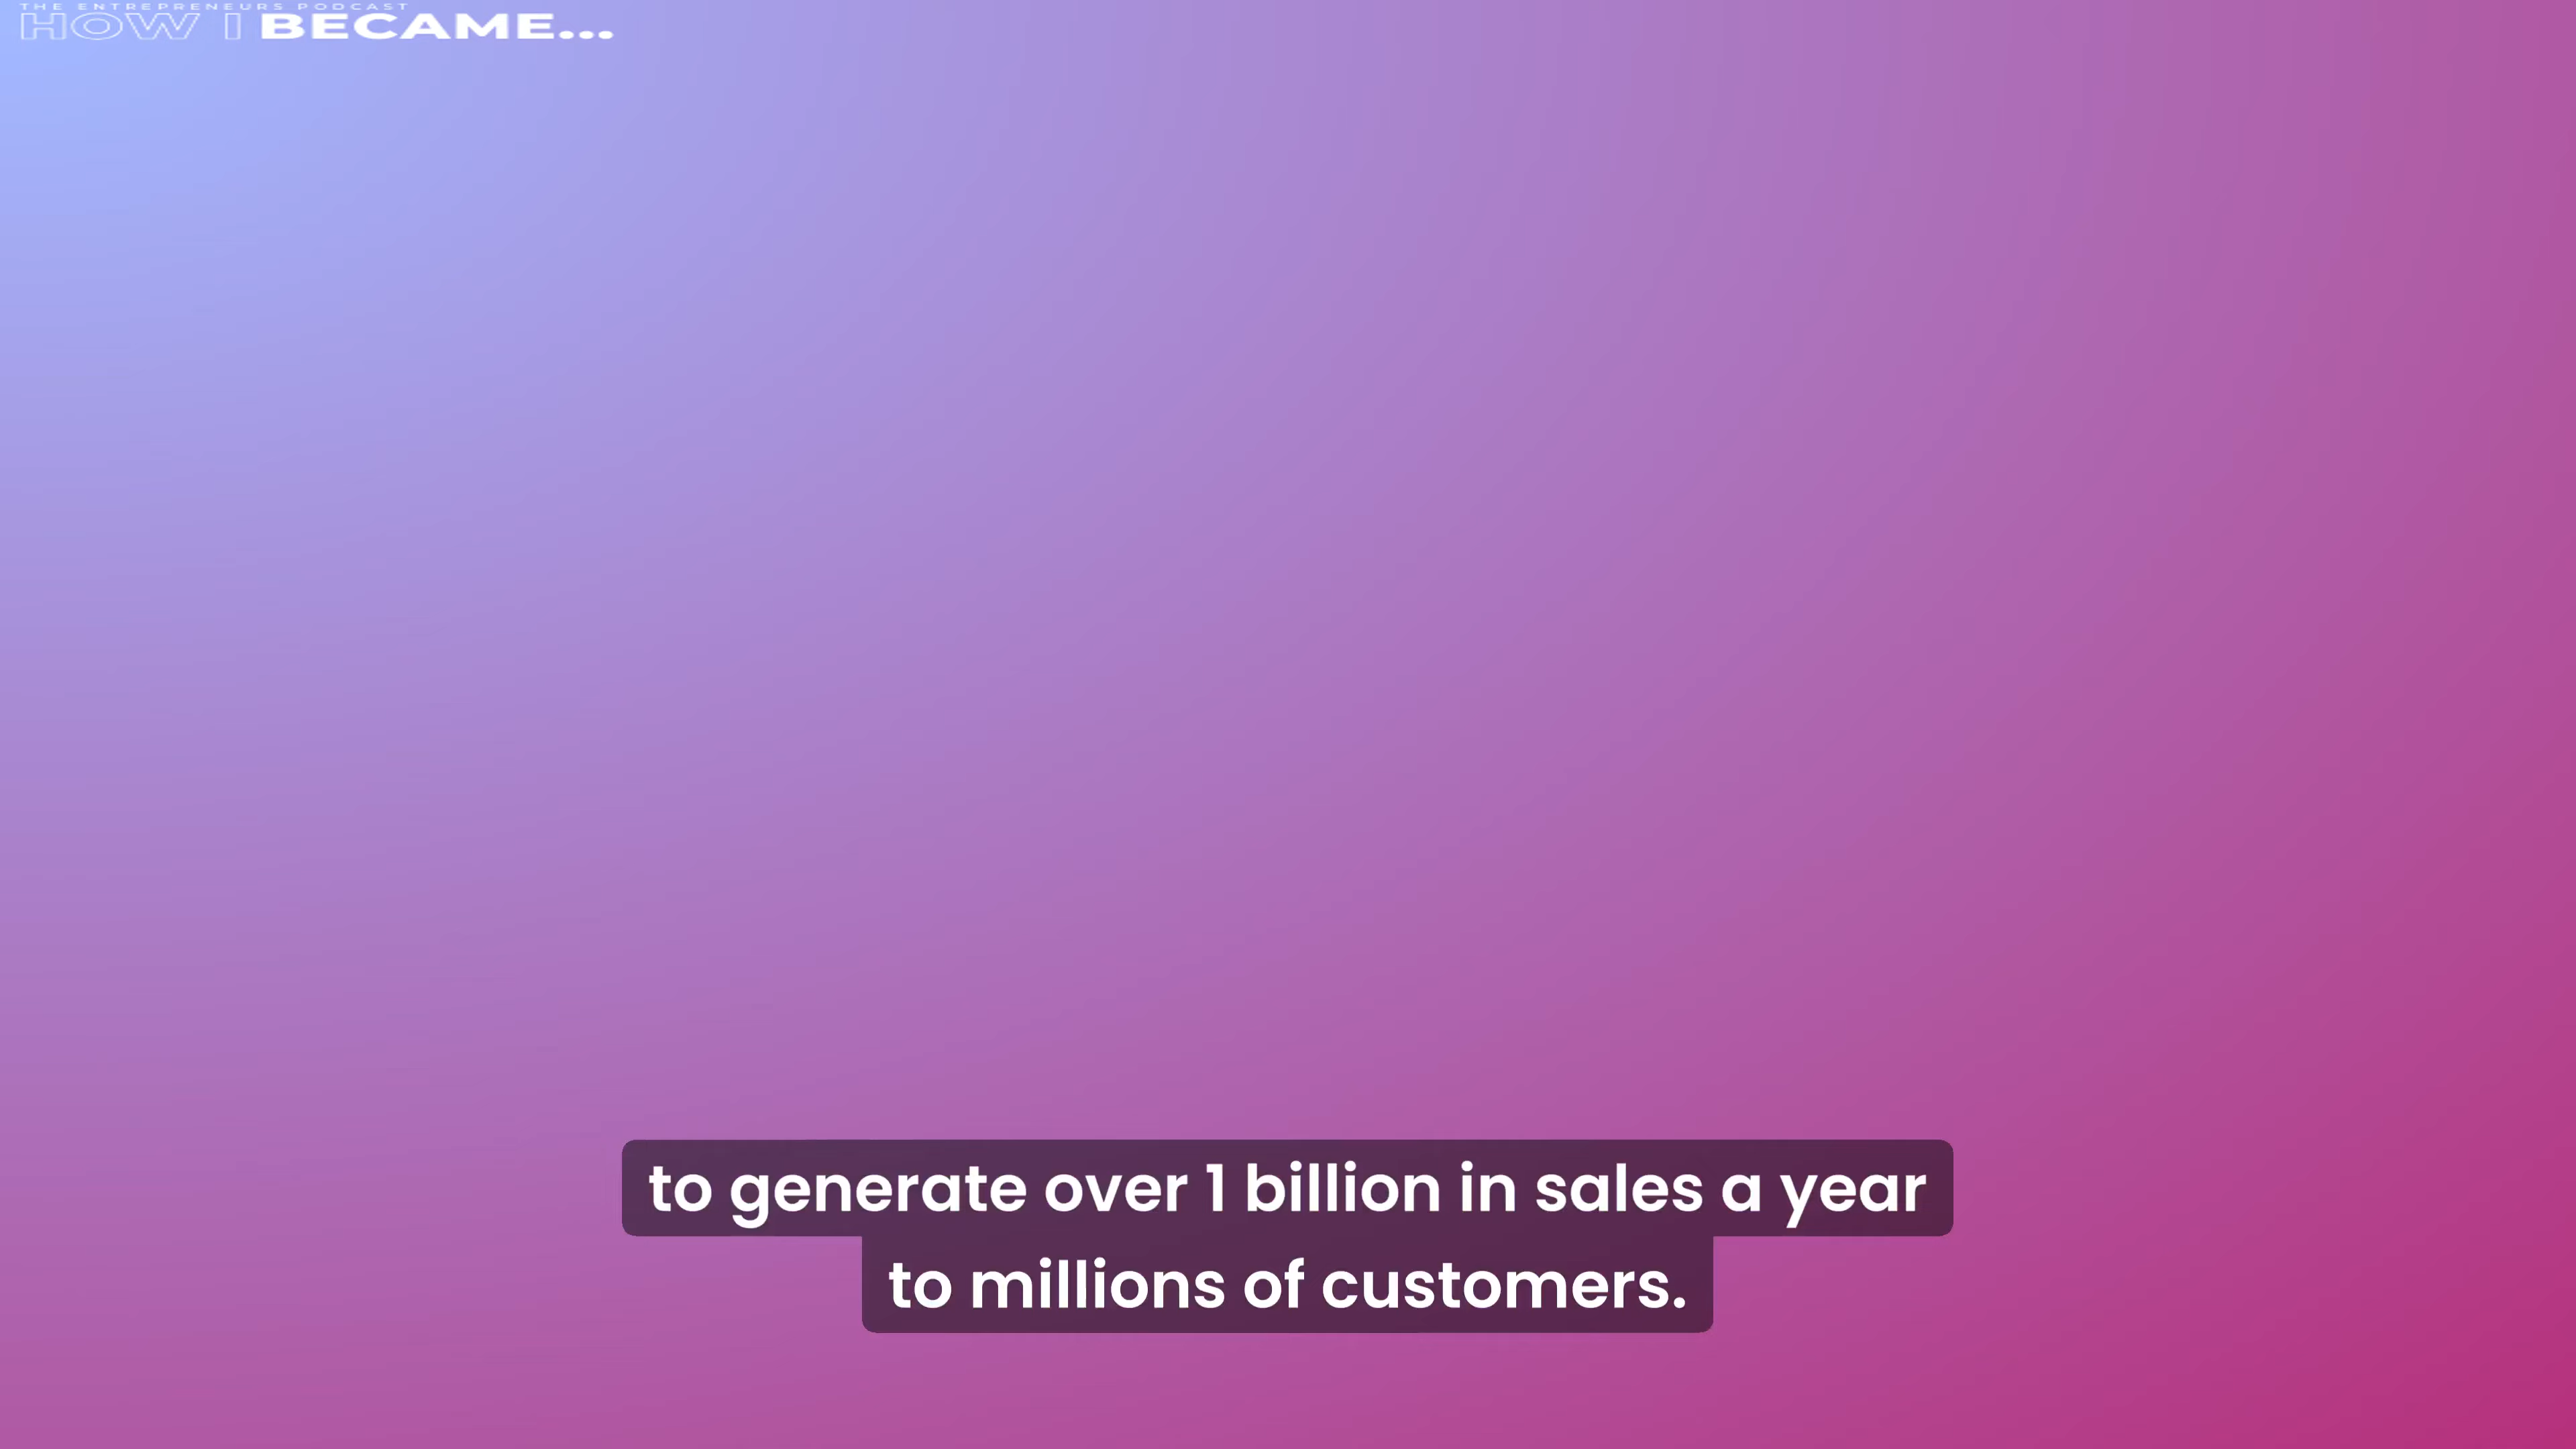 THE ENTREPRENEURS PODCAST
HOW I BECAME...
to generate over 1 billion in sales a year
to millions of customers.